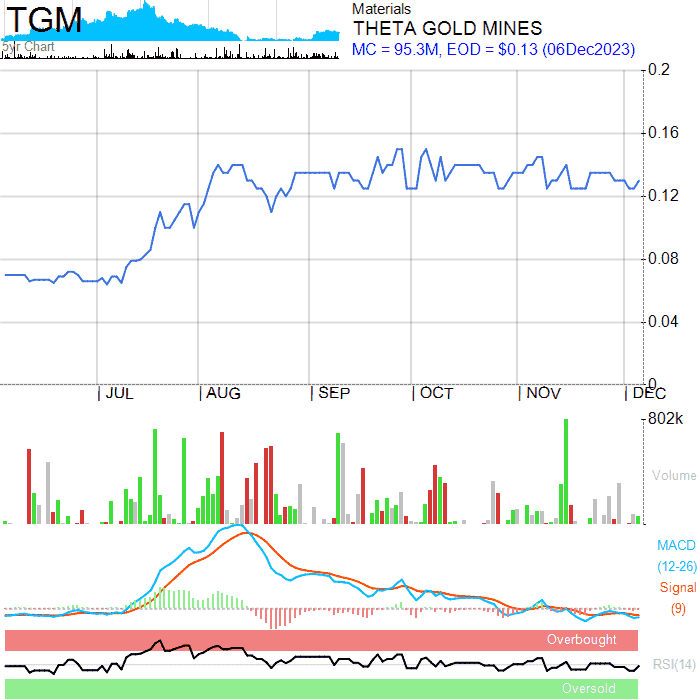 TGM
5yr Chart
Materials
THETA GOLD MINES
MC = 95.3M, EOD = $0.13 (06Dec2023)
0.2
0.16
0.12
0.08
0.04
0
JUL AUG SEP OCT NOV DEC
802k
Volume
MACD
(12-26)
Signal
(9)
Overbought
RSI(14)
Oversold